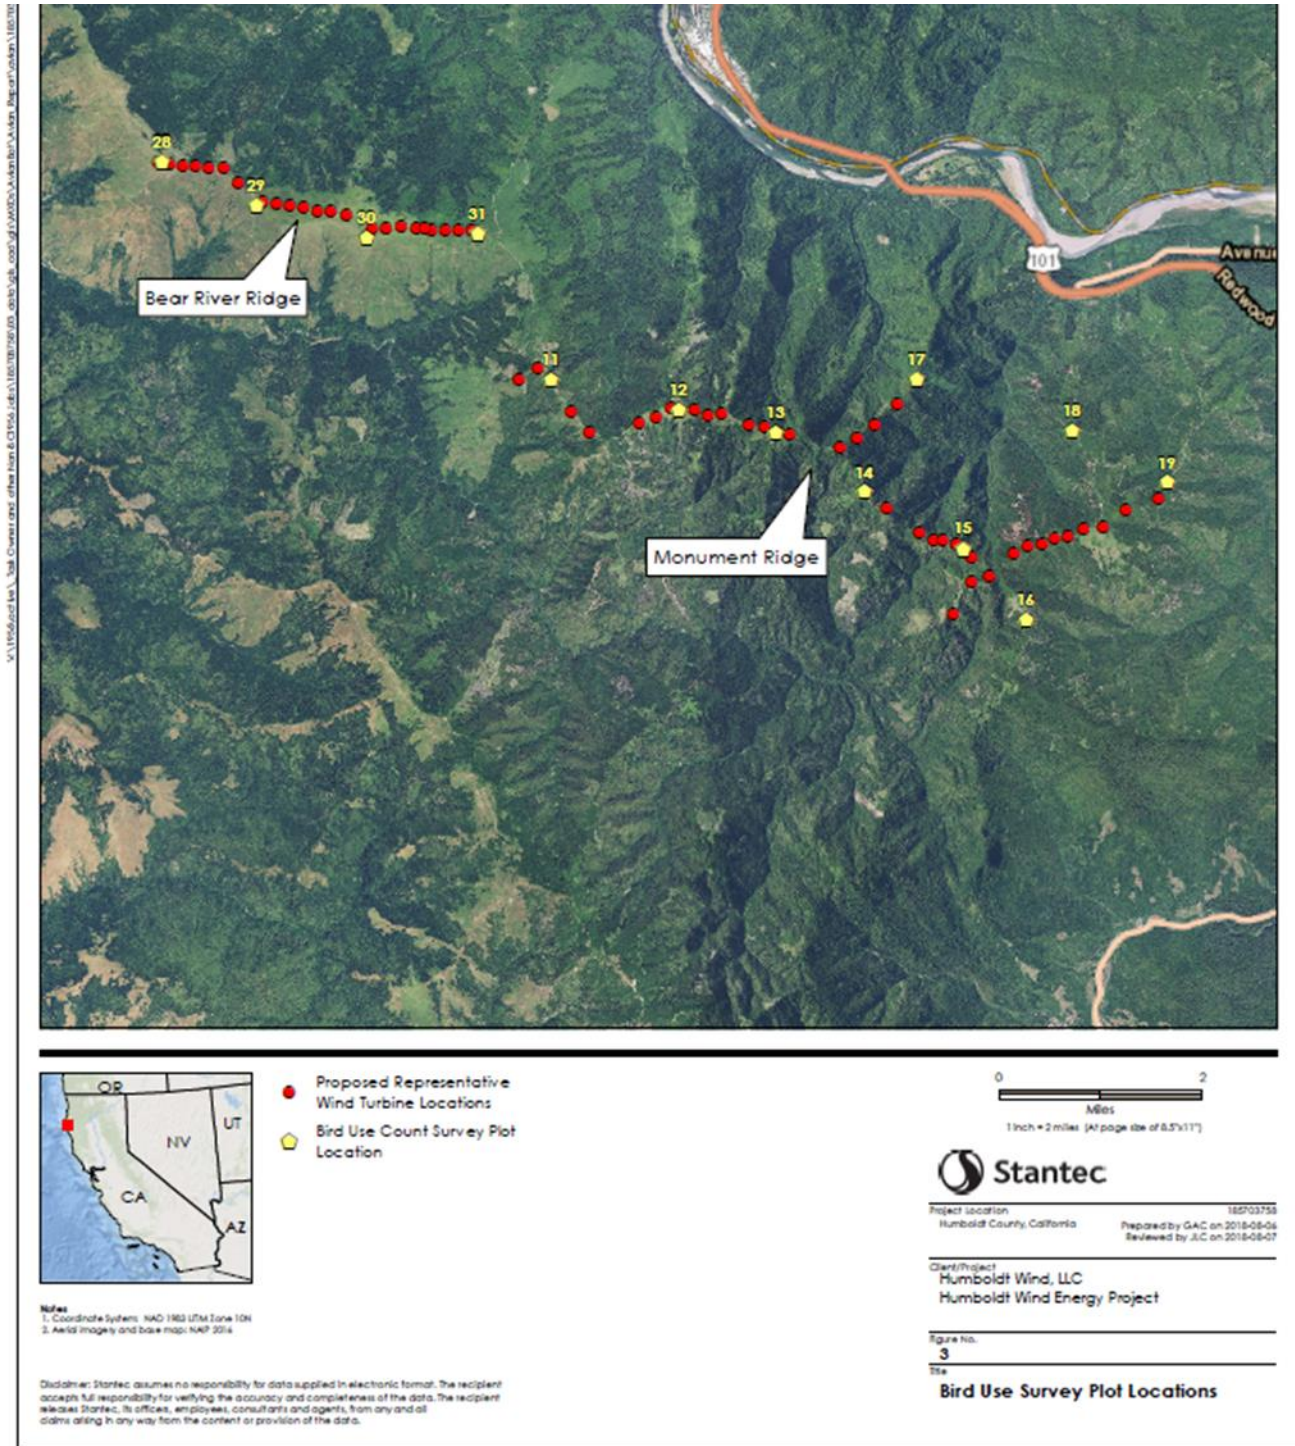 28
29
30
31
Bear River Ridge
101
Avenu
Redwood
11
12
13
17
18
19
14
15
16
Monument Ridge
OR
NV
UT
CA
AZ
Proposed Representative
Wind Turbine Locations
Bird Use Count Survey Plot
Location
0 2
Miles
1 inch = 2 miles (At page size of 8.5"x11")
Stantec
Project Location 185703758
Humboldt County, California
Prepared by GAC on 2018-08-06
Reviewed by JLC on 2018-08-07
Client/Project
Humboldt Wind, LLC
Humboldt Wind Energy Project
Figure No.
3
Title
Bird Use Survey Plot Locations
Notes
1. Coordinate System: NAD 1983 UTM Zone 10N
2. Aerial imagery and base map: NAIP 2016
Disclaimer: Stantec assumes no responsibility for data supplied in electronic format. The recipient
accepts full responsibility for verifying the accuracy and completeness of the data. The recipient
releases Stantec, its officers, employees, consultants and agents, from any and all
claims arising in any way from the content or provision of the data.